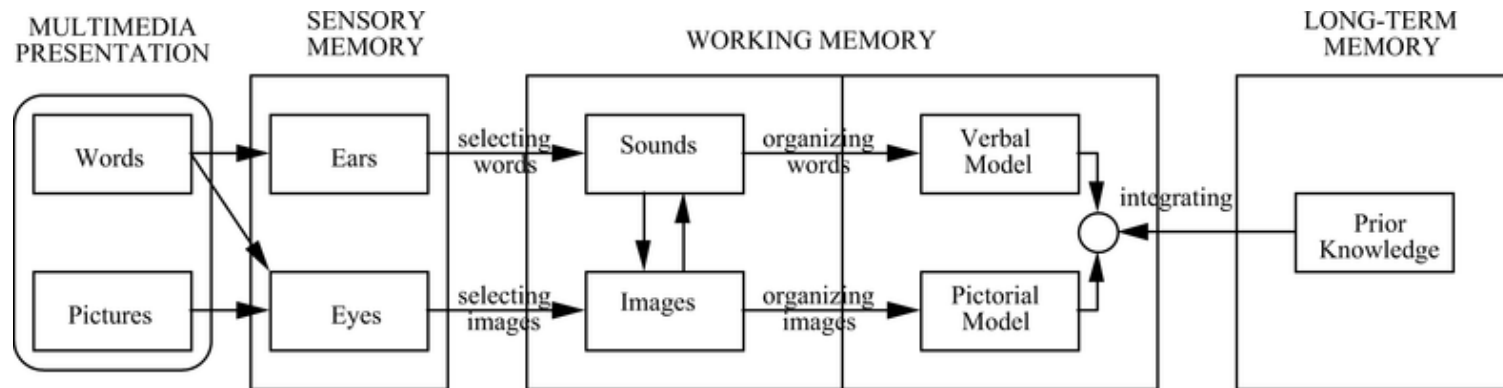 MULTIMEDIA
PRESENTATION
SENSORY
MEMORY
WORKING MEMORY
LONG-TERM
MEMORY
Words
Ears
selecting
words
Sounds
organizing
words
Verbal
Model
integrating
Prior
Knowledge
Pictures
Eyes
selecting
images
Images
organizing
images
Pictorial
Model